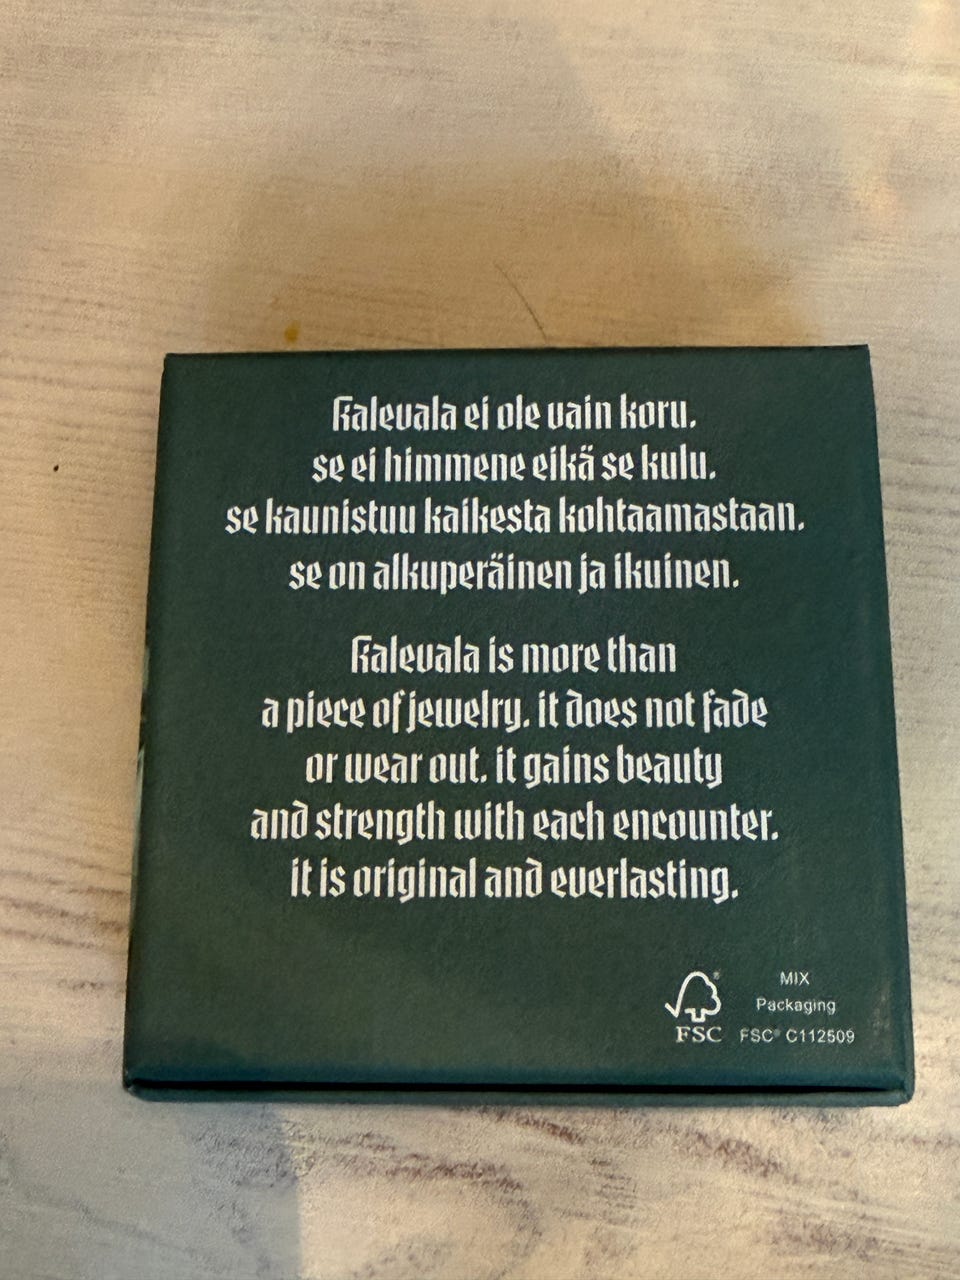 Kalevala ei ole vain koru.
se ei himmene eikä se kulu.
se kaunistuu kaikesta kohtaamastaan.
se on alkuperäinen ja ikuinen.
Kalevala is more than
a piece of jewelry. it does not fade
or wear out. it gains beauty
and strength with each encounter.
it is original and everlasting.
MIX
Packaging
FSC FSC® C112509